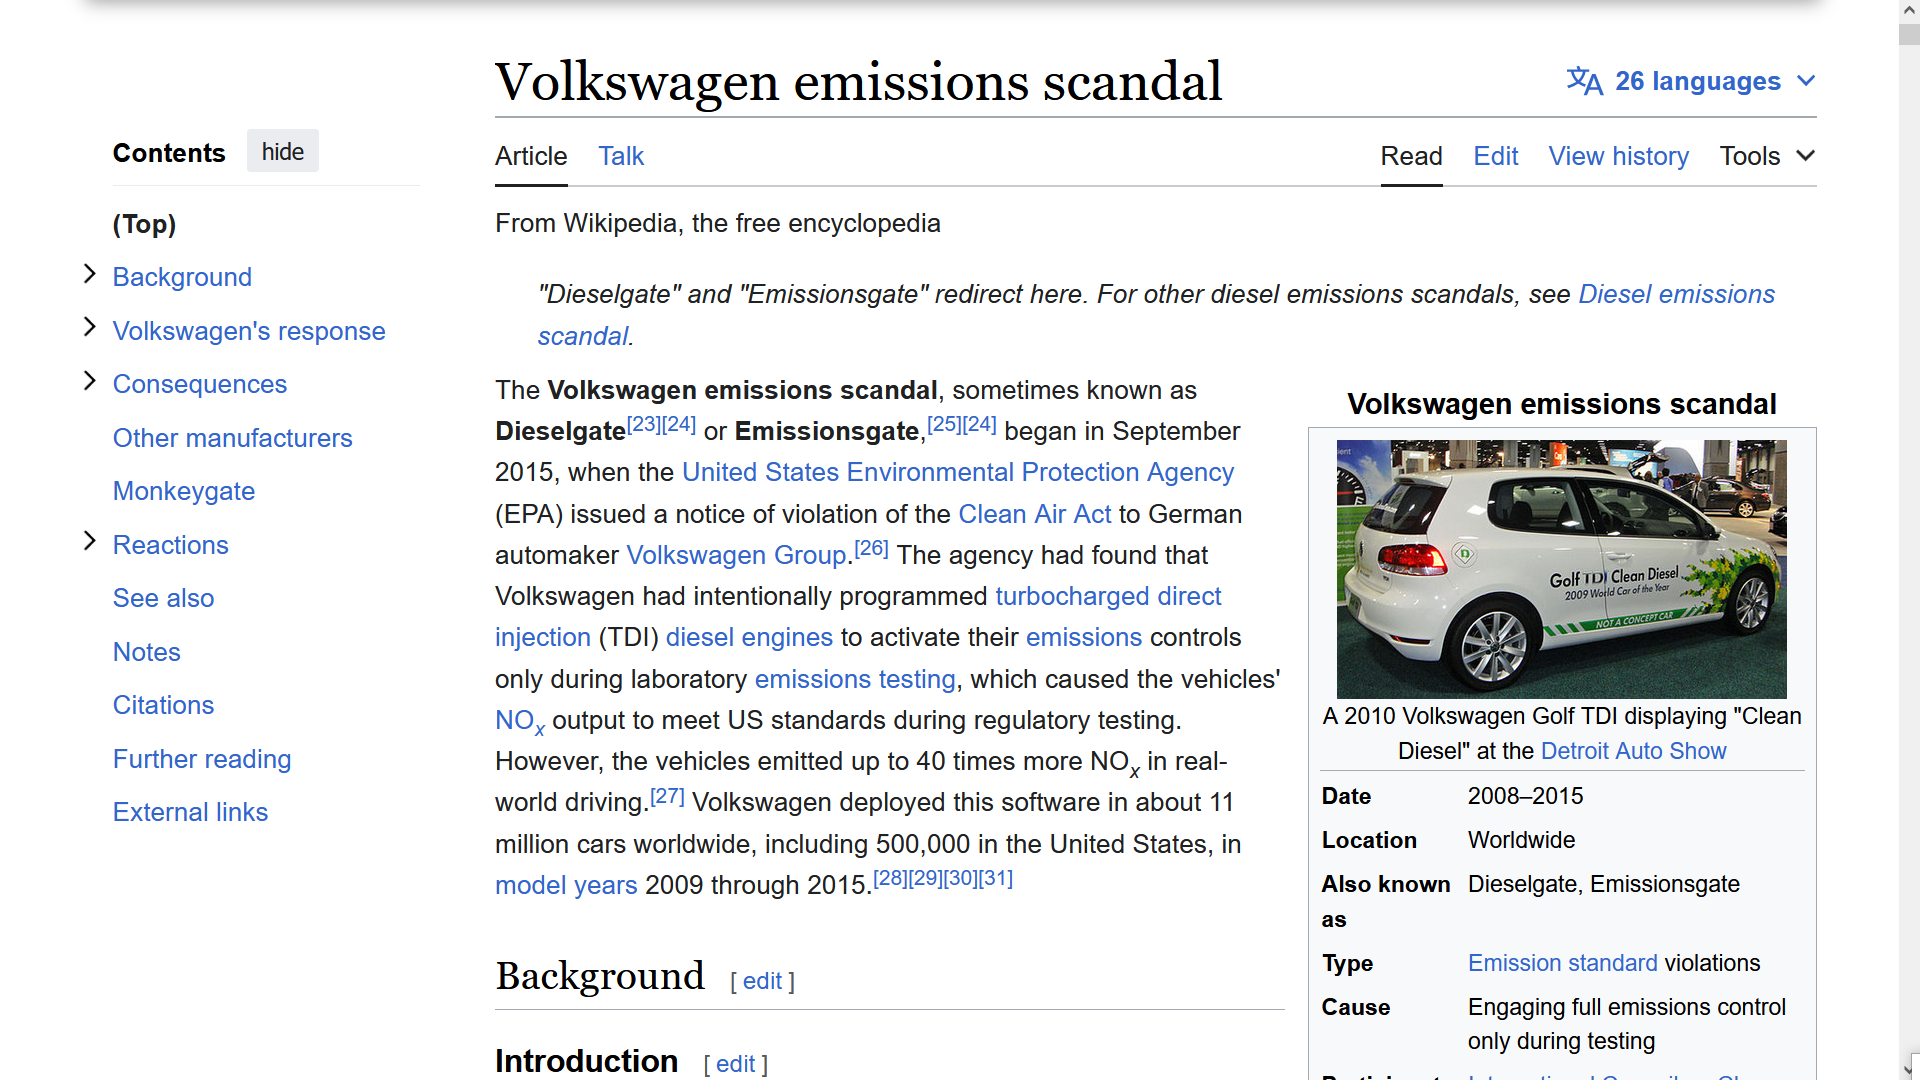 Volkswagen emissions scandal
26 languages
Contents hide
Article Talk Read Edit View history Tools
(Top)
Background
Volkswagen's response
Consequences
Other manufacturers
Monkeygate
Reactions
See also
Notes
Citations
Further reading
External links
From Wikipedia, the free encyclopedia
"Dieselgate" and "Emissionsgate" redirect here. For other diesel emissions scandals, see Diesel emissions
scandal.
The Volkswagen emissions scandal, sometimes known as
Dieselgate[23][24] or Emissionsgate,[25][24] began in September
2015, when the United States Environmental Protection Agency
(EPA) issued a notice of violation of the Clean Air Act to German
automaker Volkswagen Group.[26] The agency had found that
Volkswagen had intentionally programmed turbocharged direct
injection (TDI) diesel engines to activate their emissions controls
only during laboratory emissions testing, which caused the vehicles'
NOx output to meet US standards during regulatory testing.
However, the vehicles emitted up to 40 times more NOx in real-
world driving.[27] Volkswagen deployed this software in about 11
million cars worldwide, including 500,000 in the United States, in
model years 2009 through 2015.[28][29][30][31]
Background [ edit ]
Introduction [ edit ]
Volkswagen emissions scandal
Golf TDI Clean Diesel
2009 World Car of the Year
NOT A CONCEPT CAR
A 2010 Volkswagen Golf TDI displaying "Clean
Diesel" at the Detroit Auto Show
Date 2008–2015
Location Worldwide
Also known Dieselgate, Emissionsgate
as
Type Emission standard violations
Cause Engaging full emissions control
only during testing